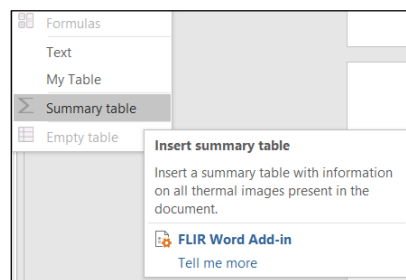 Formulas
Text
My Table
Summary table
Empty table
Insert summary table
Insert a summary table with information
on all thermal images present in the
document.
FLIR Word Add-in
Tell me more